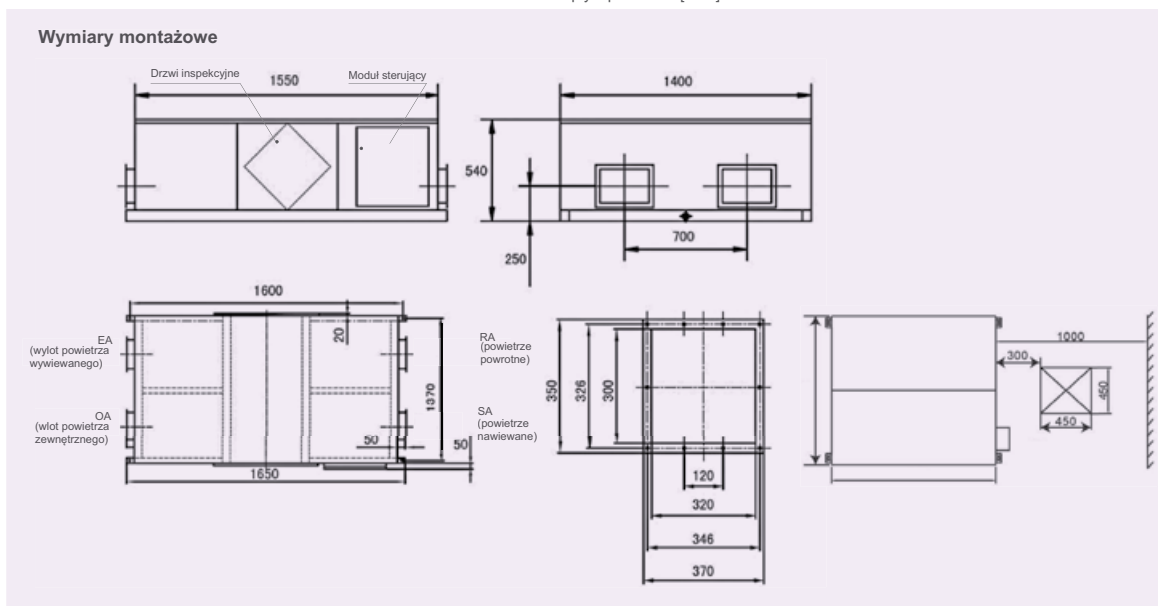 Wymiary montażowe
Drzwi inspekcyjne
Moduł sterujący
1550
1400
540
250
700
1600
20
EA
(wylot powietrza
wywiewanego)
OA
(wlot powietrza
zewnętrznego)
1370
50
50
1650
RA
(powietrze
powrotne)
SA
(powietrze
nawiewane)
350
326
300
120
320
346
370
1000
300
450
450